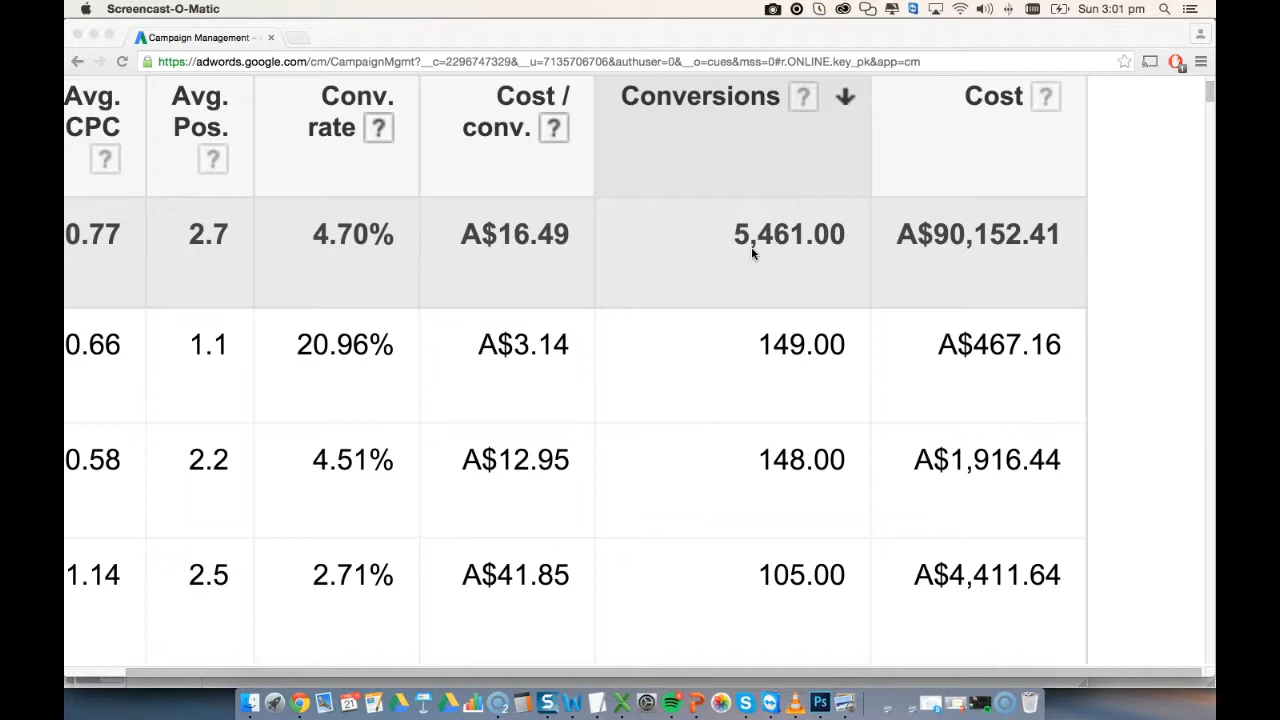 Screencast-O-Matic
Sun 3:01 pm
Campaign Management -
https://adwords.google.com/cm/CampaignMgmt?__c=2299747329&__u=7135706706&authuser=0&__o=cues&mss=0#r.ONLINE.key_pk&app=cm
Avg. CPC ?
Avg. Pos. ?
Conv. rate ?
Cost / conv. ?
Conversions ?
Cost ?
0.77 2.7 4.70% A$16.49 5,461.00 A$90,152.41
0.66 1.1 20.96% A$3.14 149.00 A$467.16
0.58 2.2 4.51% A$12.95 148.00 A$1,916.44
1.14 2.5 2.71% A$41.85 105.00 A$4,411.64